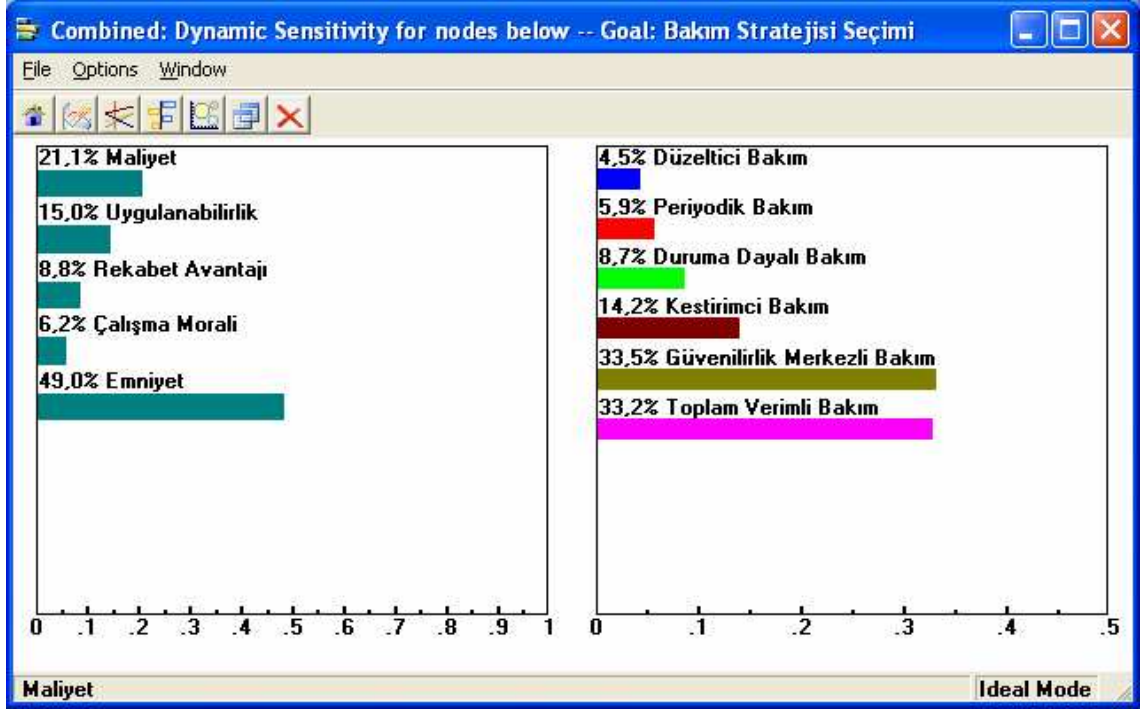 Combined: Dynamic Sensitivity for nodes below -- Goal: Bakım Stratejisi Seçimi
File Options Window
21,1% Maliyet
15,0% Uygulanabilirlik
8,8% Rekabet Avantajı
6,2% Çalışma Morali
49,0% Emniyet
0 .1 .2 .3 .4 .5 .6 .7 .8 .9 1
4,5% Düzeltici Bakım
5,9% Periyodik Bakım
8,7% Duruma Dayalı Bakım
14,2% Kestirimci Bakım
33,5% Güvenilirlik Merkezli Bakım
33,2% Toplam Verimli Bakım
0 .1 .2 .3 .4 .5
Maliyet
Ideal Mode